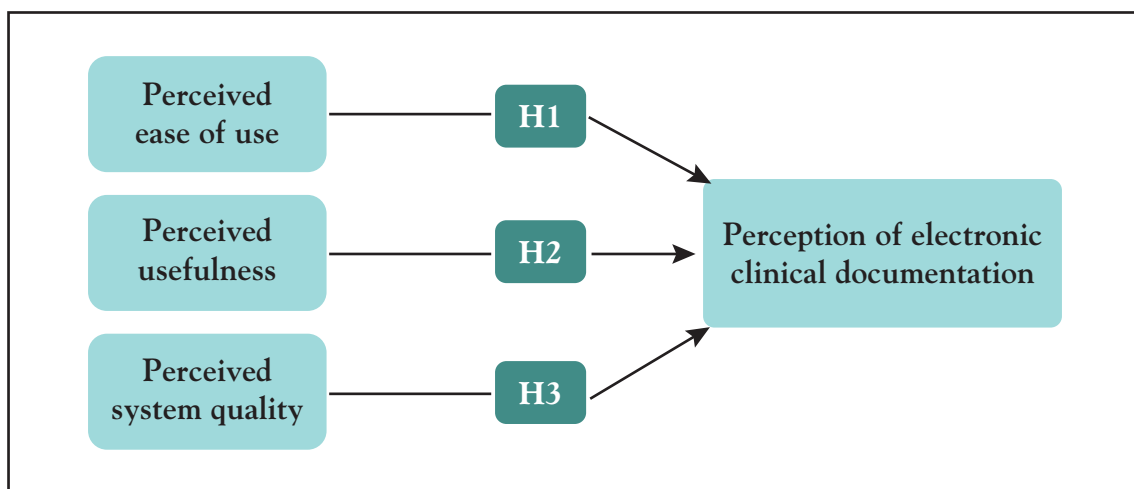 Perceived
ease of use
H1
Perceived
usefulness
H2
Perception of electronic
clinical documentation
Perceived
system quality
H3